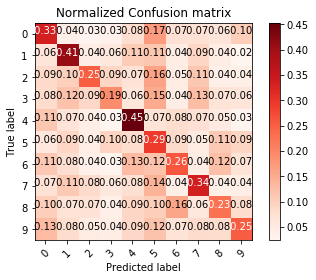 Normalized Confusion matrix
0 0.33 0.04 0.03 0.03 0.08 0.17 0.07 0.07 0.06 0.10
1 0.06 0.41 0.04 0.06 0.11 0.11 0.04 0.09 0.04 0.02
2 0.09 0.10 0.25 0.09 0.07 0.16 0.05 0.11 0.04 0.04
3 0.08 0.12 0.08 0.19 0.06 0.15 0.04 0.13 0.07 0.06
4 0.11 0.07 0.04 0.03 0.45 0.07 0.08 0.07 0.05 0.03
5 0.06 0.09 0.04 0.10 0.08 0.29 0.09 0.05 0.11 0.09
6 0.11 0.08 0.04 0.03 0.13 0.12 0.26 0.04 0.12 0.07
7 0.07 0.11 0.08 0.06 0.08 0.14 0.04 0.34 0.04 0.04
8 0.10 0.07 0.07 0.04 0.09 0.10 0.16 0.06 0.23 0.08
9 0.13 0.08 0.05 0.04 0.09 0.12 0.07 0.08 0.08 0.25
0 1 2 3 4 5 6 7 8 9
Predicted label
True label
0.45
0.40
0.35
0.30
0.25
0.20
0.15
0.10
0.05